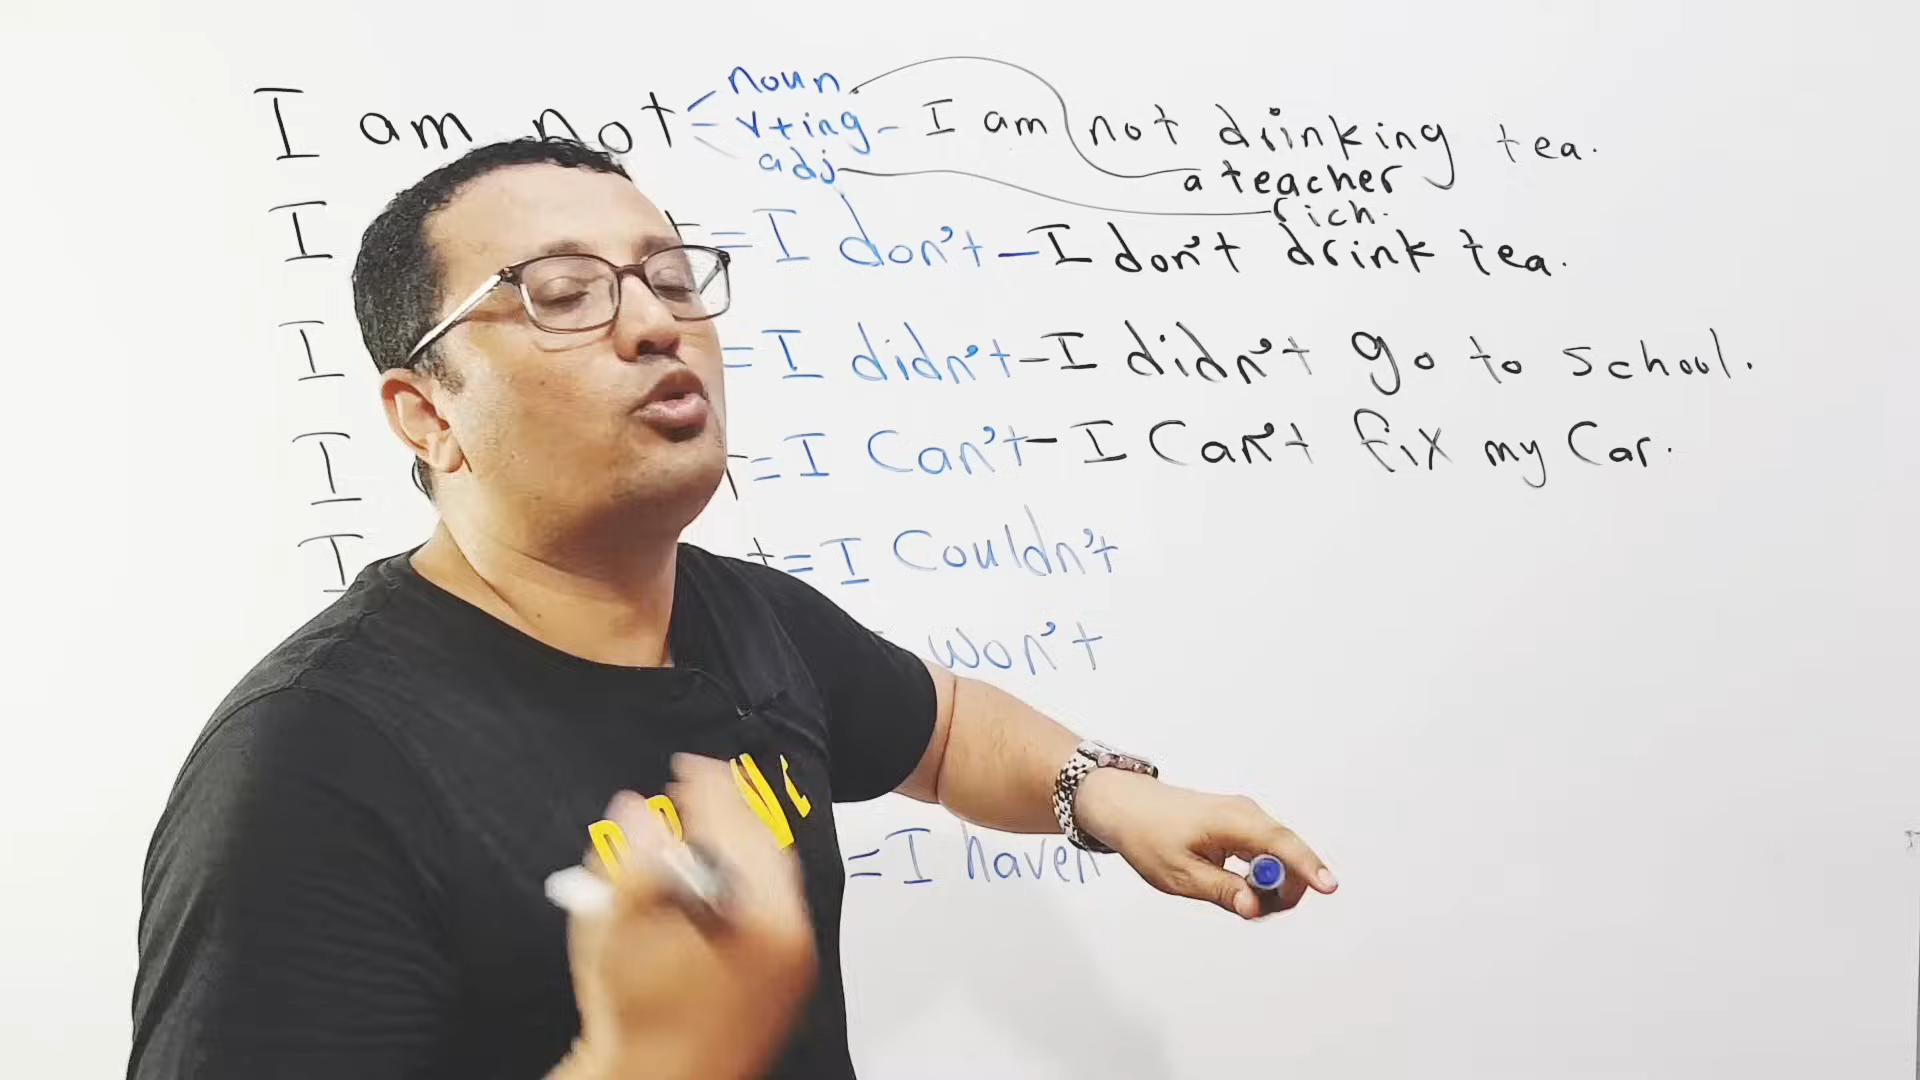 noun
I am not v+ing - I am not drinking tea.
adj a teacher
rich.
I = I don't - I don't drink tea.
I = I didn't - I didn't go to school.
I = I Can't - I Can't fix my Car.
I = I Couldn't
won't
= I haven